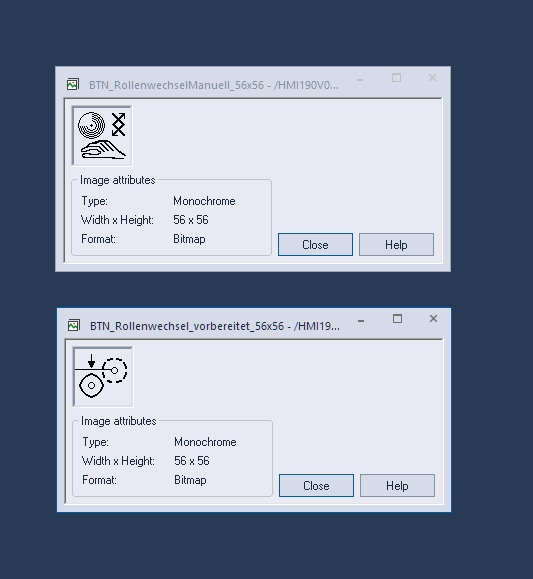 BTN_RollenwechselManuell_56x56 - /HMI190V0...
Image attributes
Type: Monochrome
Width x Height: 56 x 56
Format: Bitmap
Close Help
BTN_Rollenwechsel_vorbereitet_56x56 - /HMI19...
Image attributes
Type: Monochrome
Width x Height: 56 x 56
Format: Bitmap
Close Help